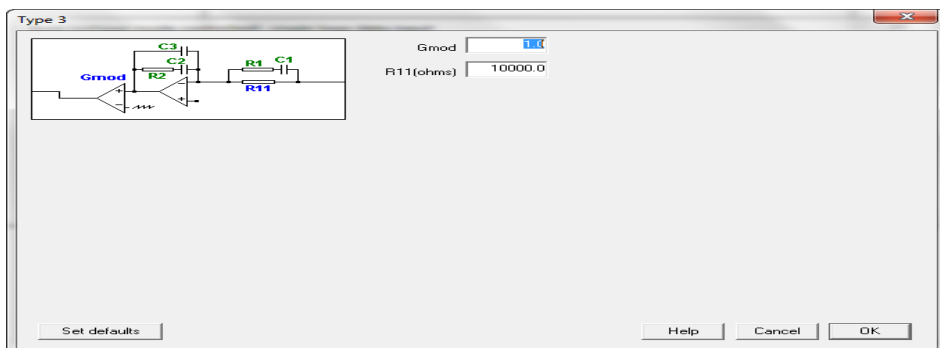 Type 3
C3
C2
R2
Gmod
R1 C1
R11
Gmod 1.0
R11(ohms) 10000.0
Set defaults
Help
Cancel
OK